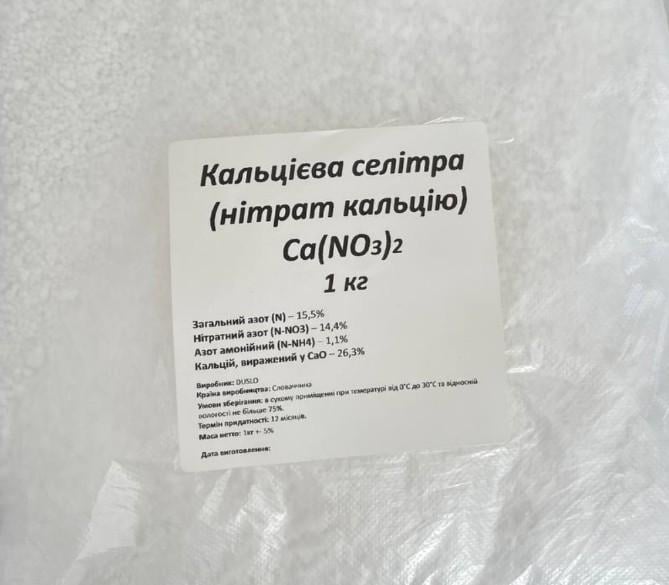 Кальцієва селітра
(нітрат кальцію)
Ca(NO3)2
1 кг
Загальний азот (N) – 15,5%
Нітратний азот (N-NO3) – 14,4%
Азот амонійний (N-NH4) – 1,1%
Кальцій, виражений у CaO – 26,3%
Виробник: DUSLO
Країна виробництва: Словаччина
Умови зберігання: в сухому приміщенні при температурі від 0°C до 30°C та відносній
вологості не більше 75%.
Термін придатності: 12 місяців.
Маса нетто: 1кг +- 5%
Дата виготовлення: